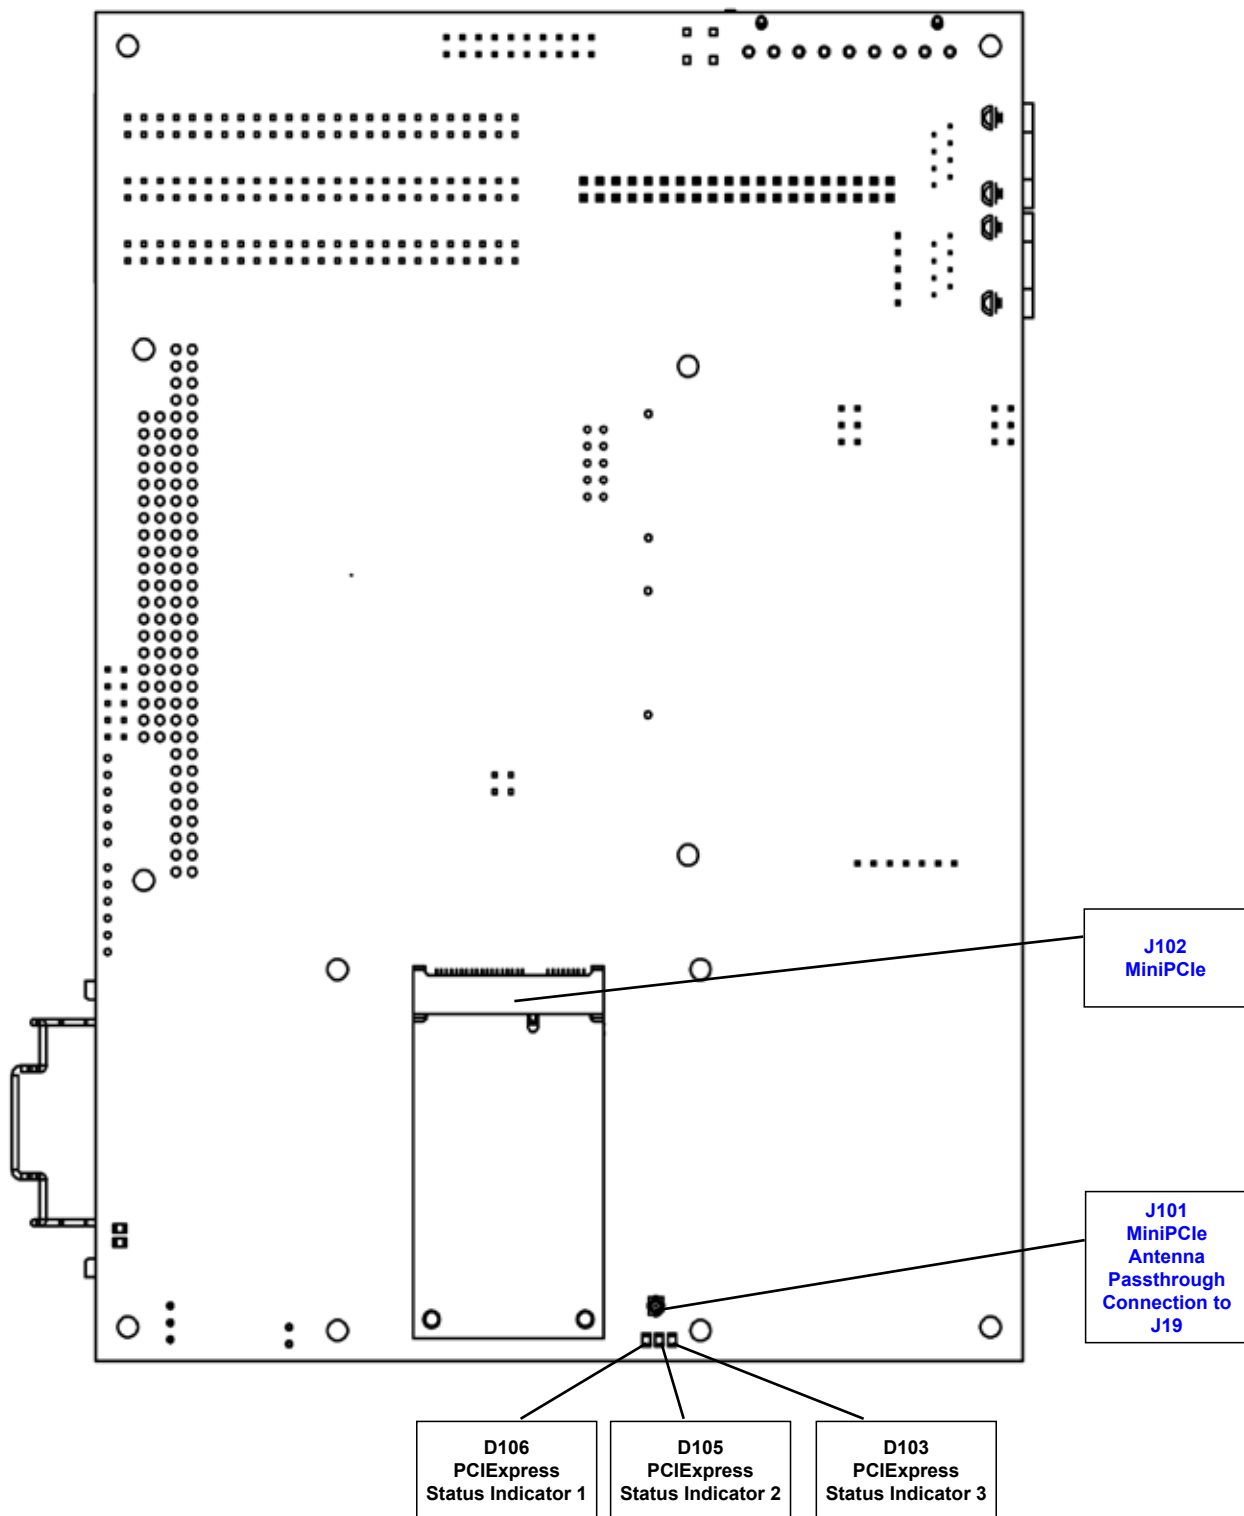 J102
MiniPCIe
J101
MiniPCIe
Antenna
Passthrough
Connection to
J19
D106
PCIExpress
Status Indicator 1
D105
PCIExpress
Status Indicator 2
D103
PCIExpress
Status Indicator 3